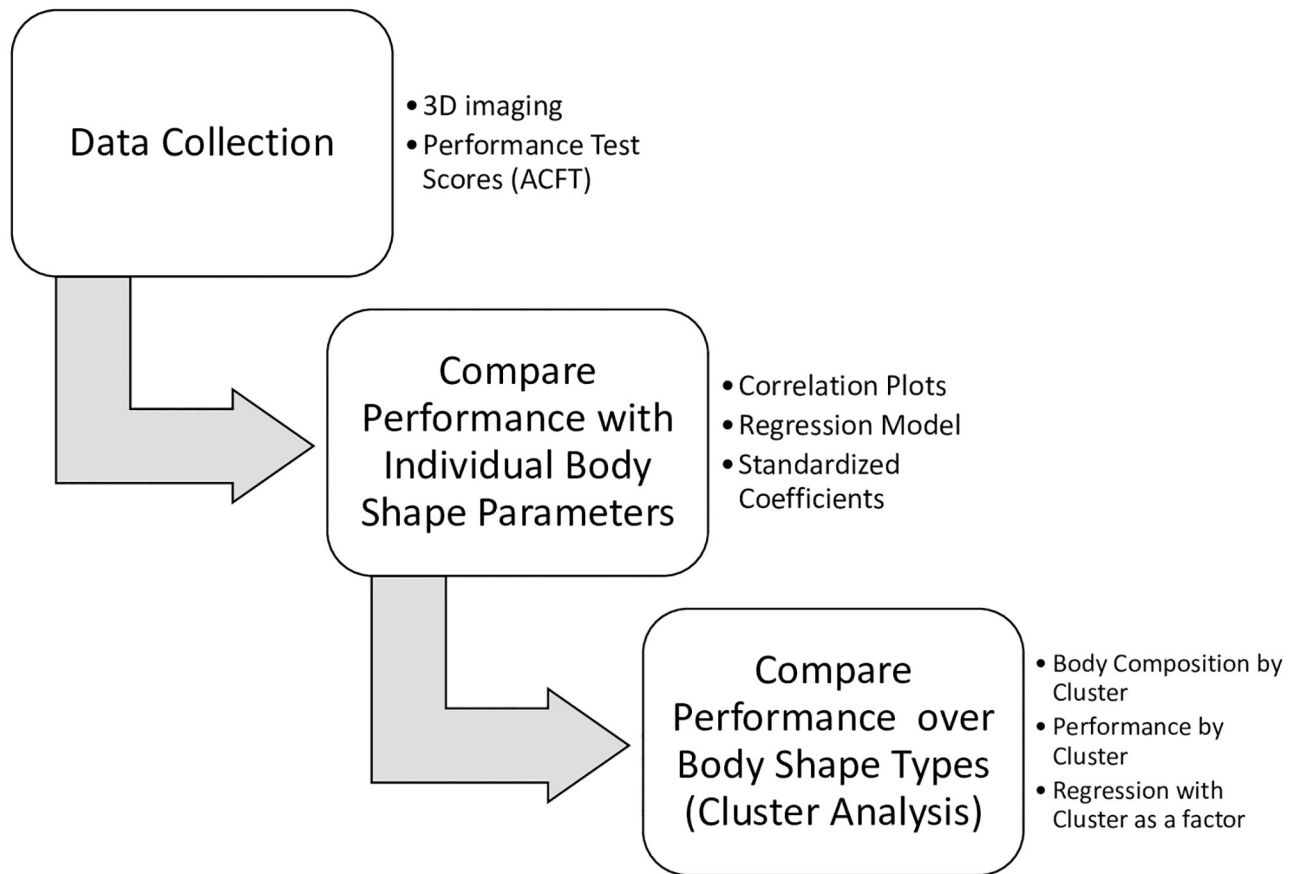 Data Collection
• 3D imaging
• Performance Test
Scores (ACFT)
Compare
Performance with
Individual Body
Shape Parameters
• Correlation Plots
• Regression Model
• Standardized
Coefficients
Compare
Performance over
Body Shape Types
(Cluster Analysis)
• Body Composition by
Cluster
• Performance by
Cluster
• Regression with
Cluster as a factor